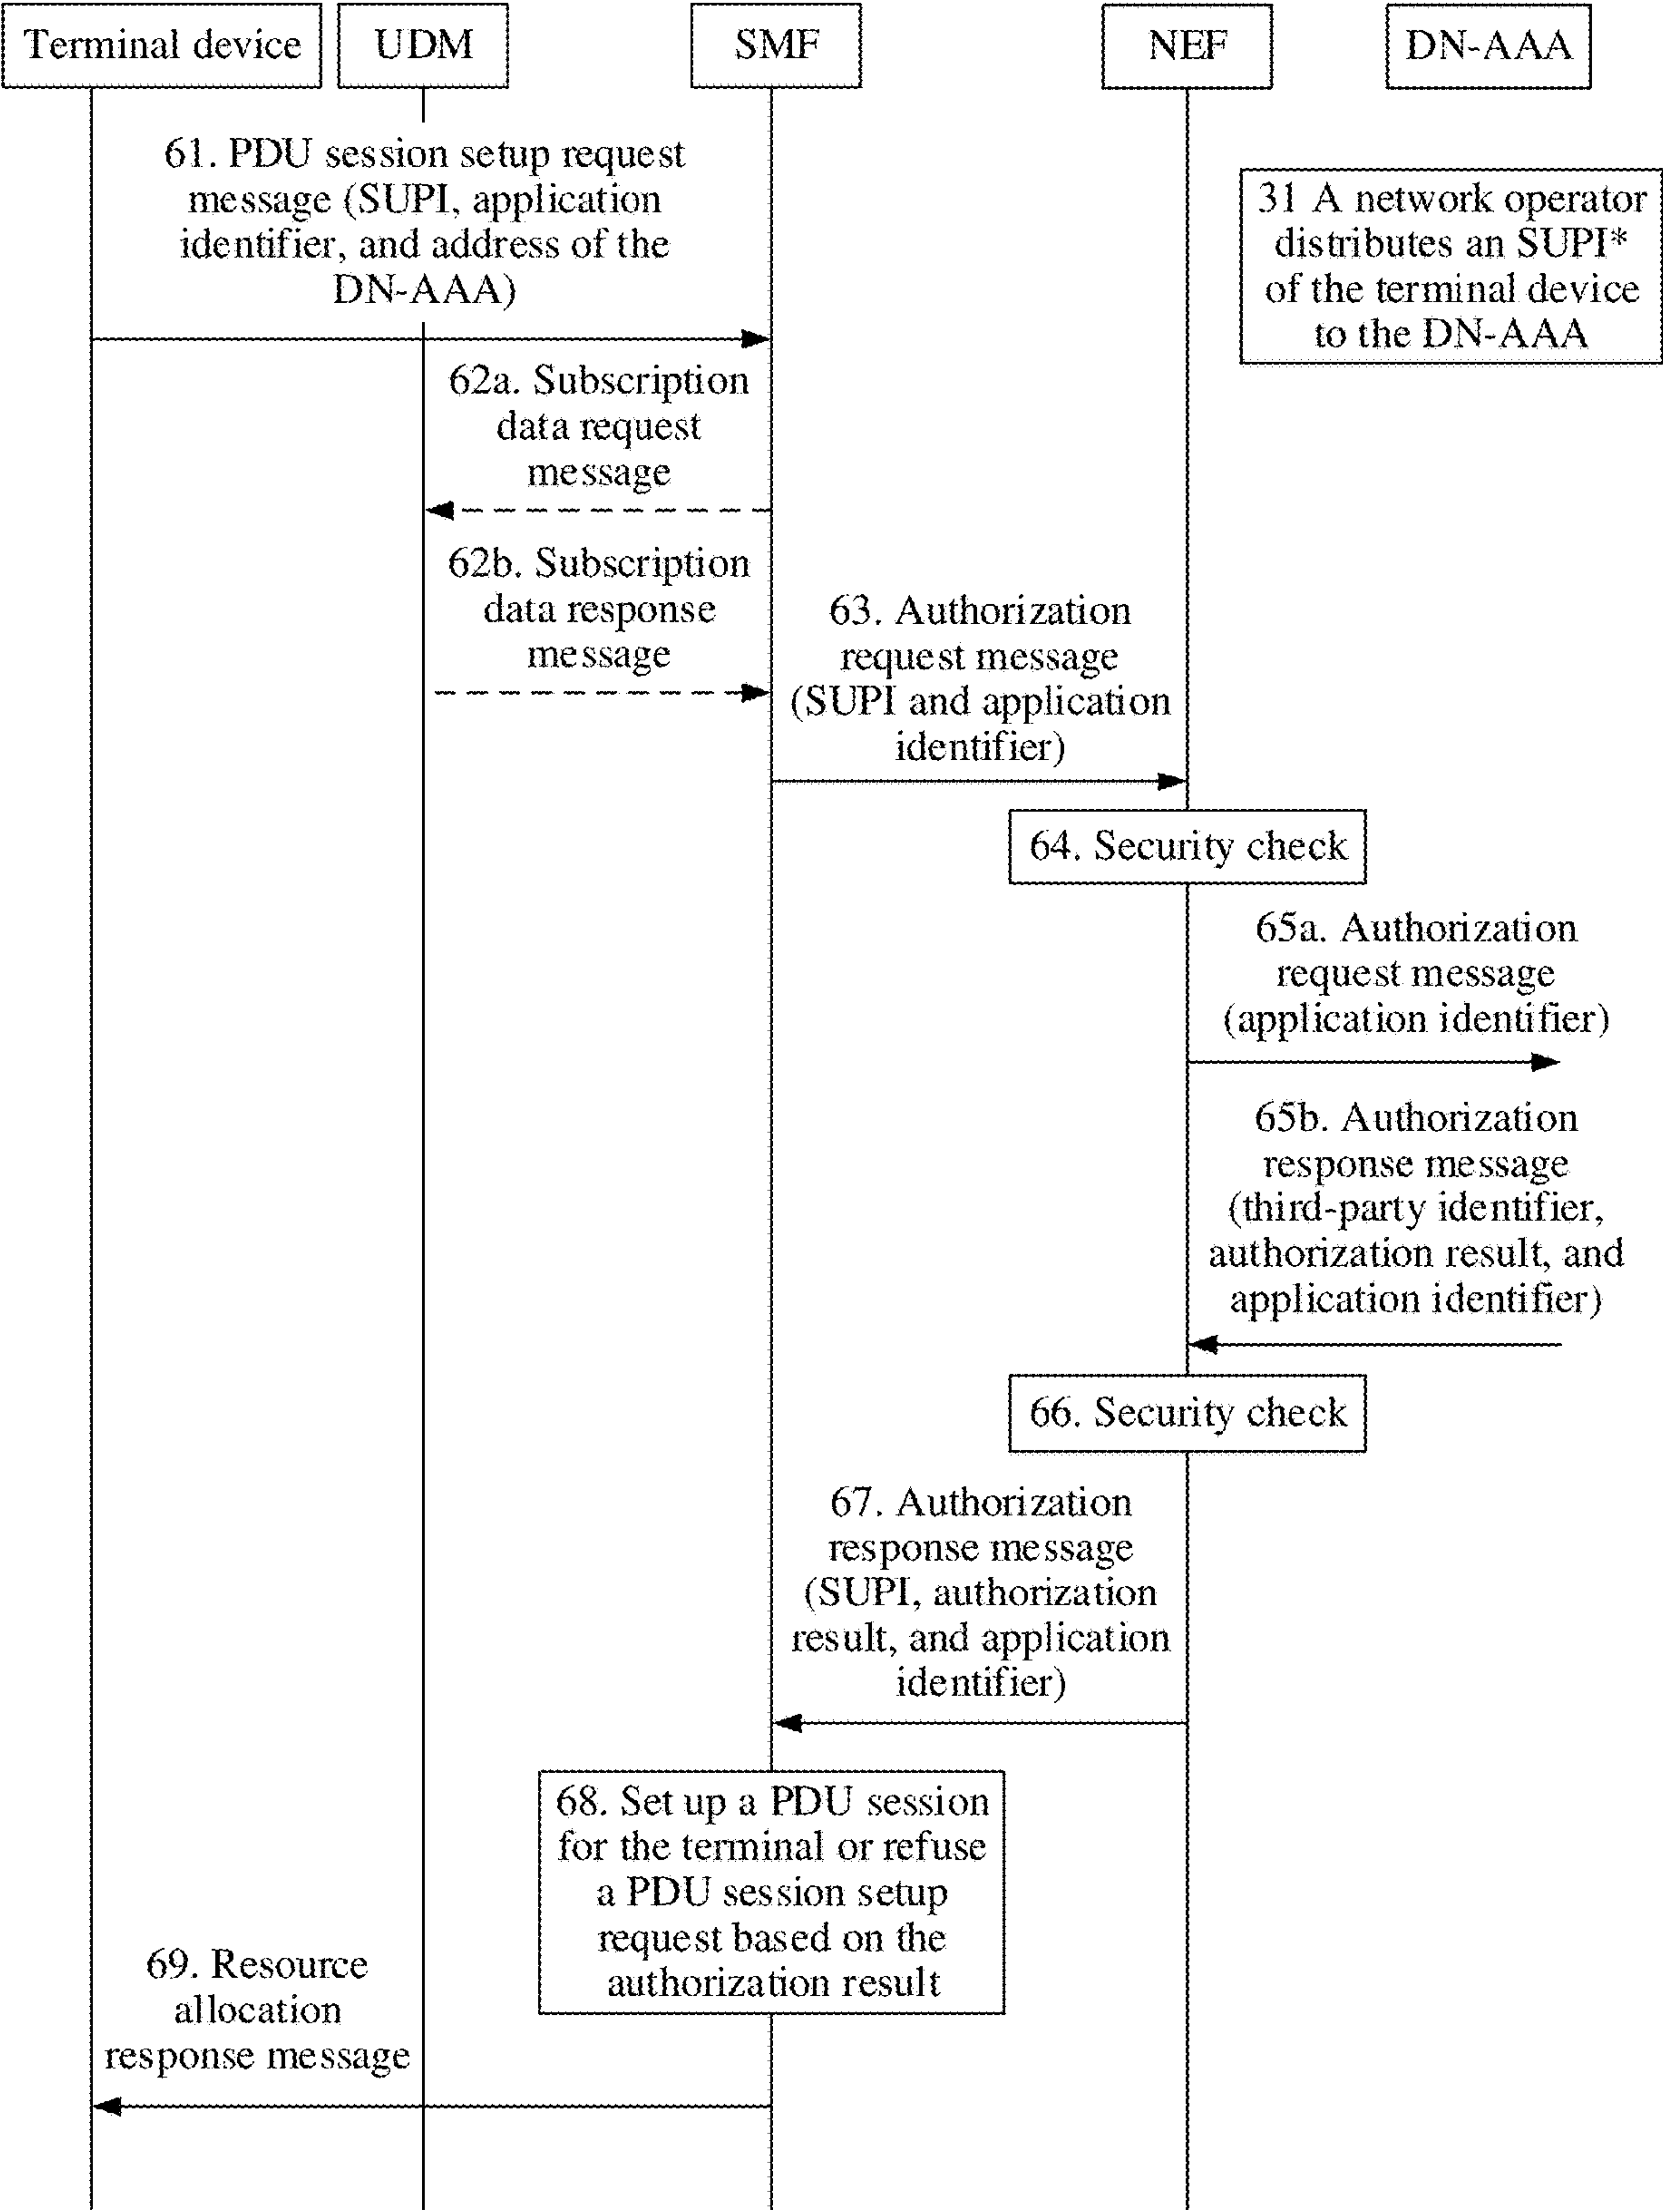 Terminal device
UDM
SMF
NEF
DN-AAA
61. PDU session setup request
message (SUPI, application
identifier, and address of the
DN-AAA)
31 A network operator
distributes an SUPI*
of the terminal device
to the DN-AAA
62a. Subscription
data request
message
62b. Subscription
data response
message
63. Authorization
request message
(SUPI and application
identifier)
64. Security check
65a. Authorization
request message
(application identifier)
65b. Authorization
response message
(third-party identifier,
authorization result, and
application identifier)
66. Security check
67. Authorization
response message
(SUPI, authorization
result, and application
identifier)
68. Set up a PDU session
for the terminal or refuse
a PDU session setup
request based on the
authorization result
69. Resource
allocation
response message